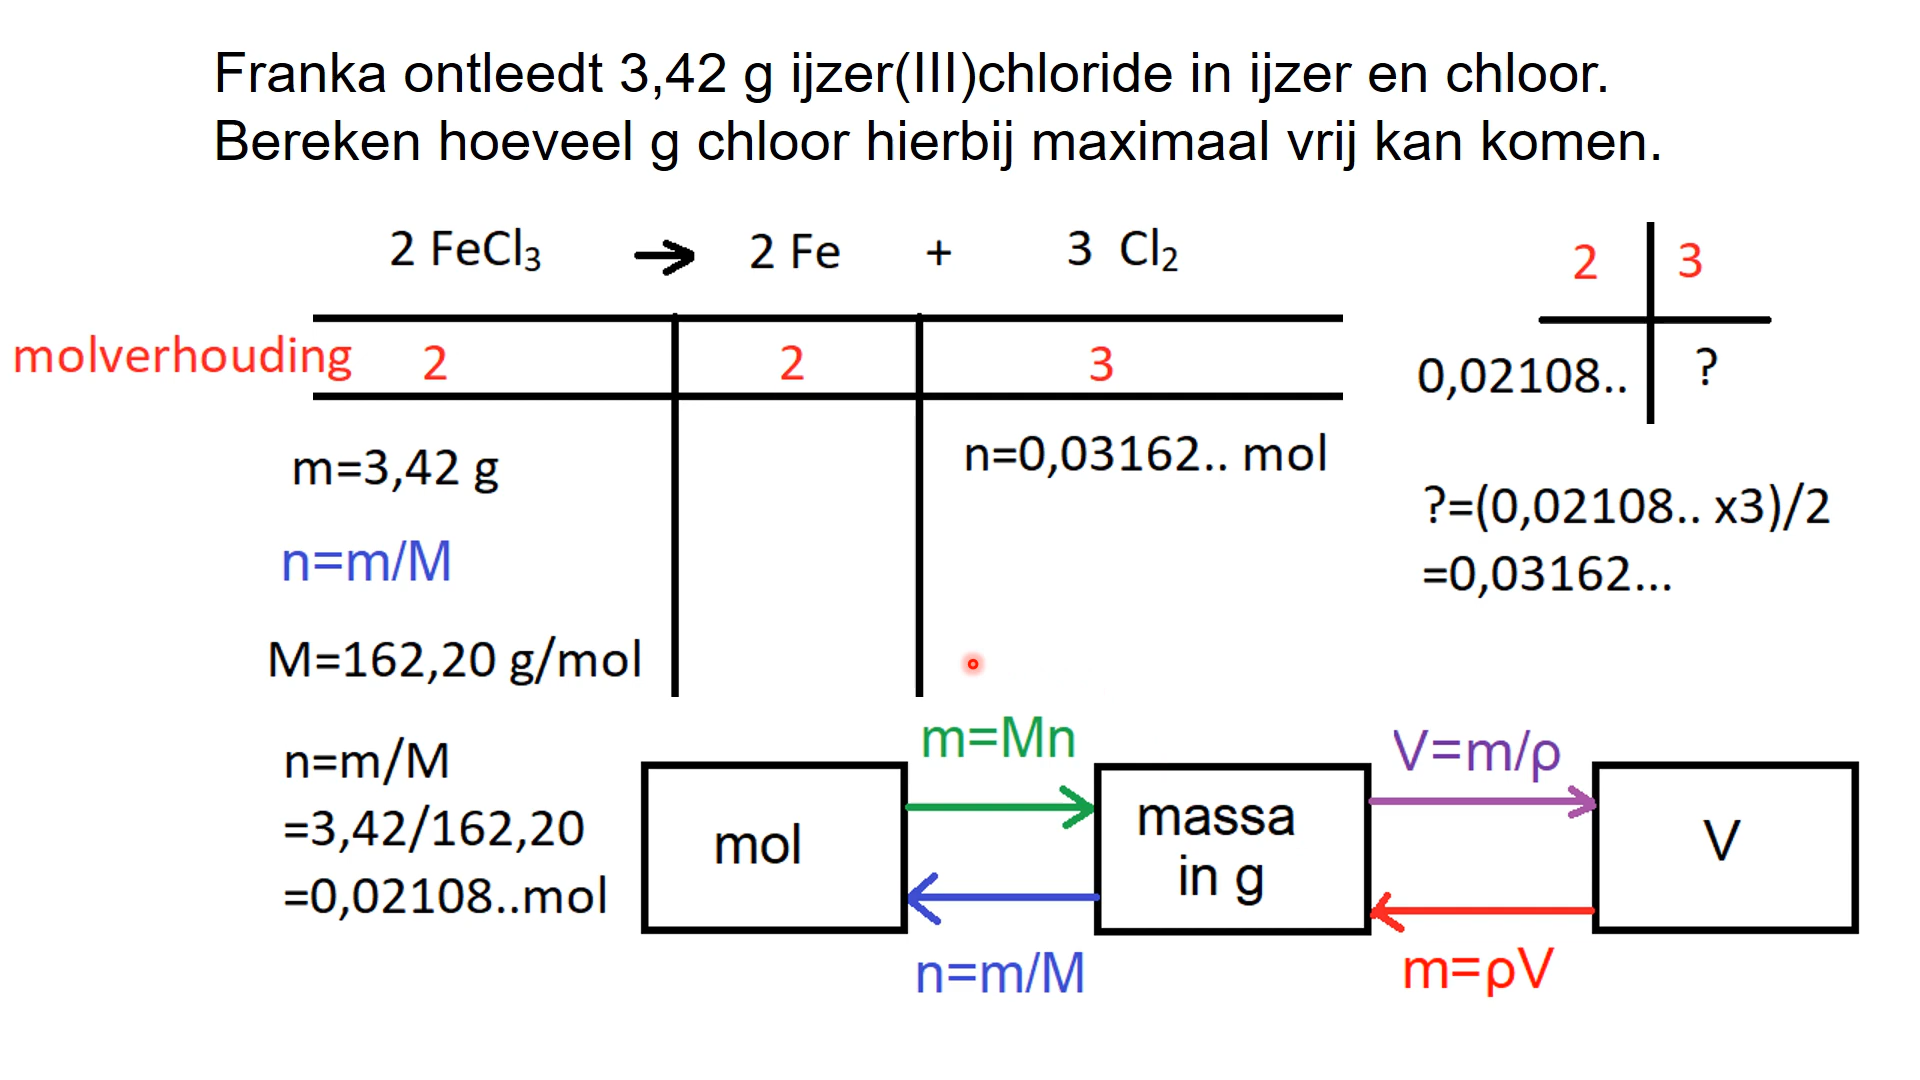 Franka ontleedt 3,42 g ijzer(III)chloride in ijzer en chloor.
Bereken hoeveel g chloor hierbij maximaal vrij kan komen.
2 FeCl₃ → 2 Fe + 3 Cl₂
molverhouding 2 2 3
m=3,42 g
n=m/M
M=162,20 g/mol
n=m/M
=3,42/162,20
=0,02108..mol
n=0,03162.. mol
2 3
0,02108.. ?
?=(0,02108.. x3)/2
=0,03162...
mol
m=Mn
n=m/M
massa
in g
V=m/ρ
m=ρV
V